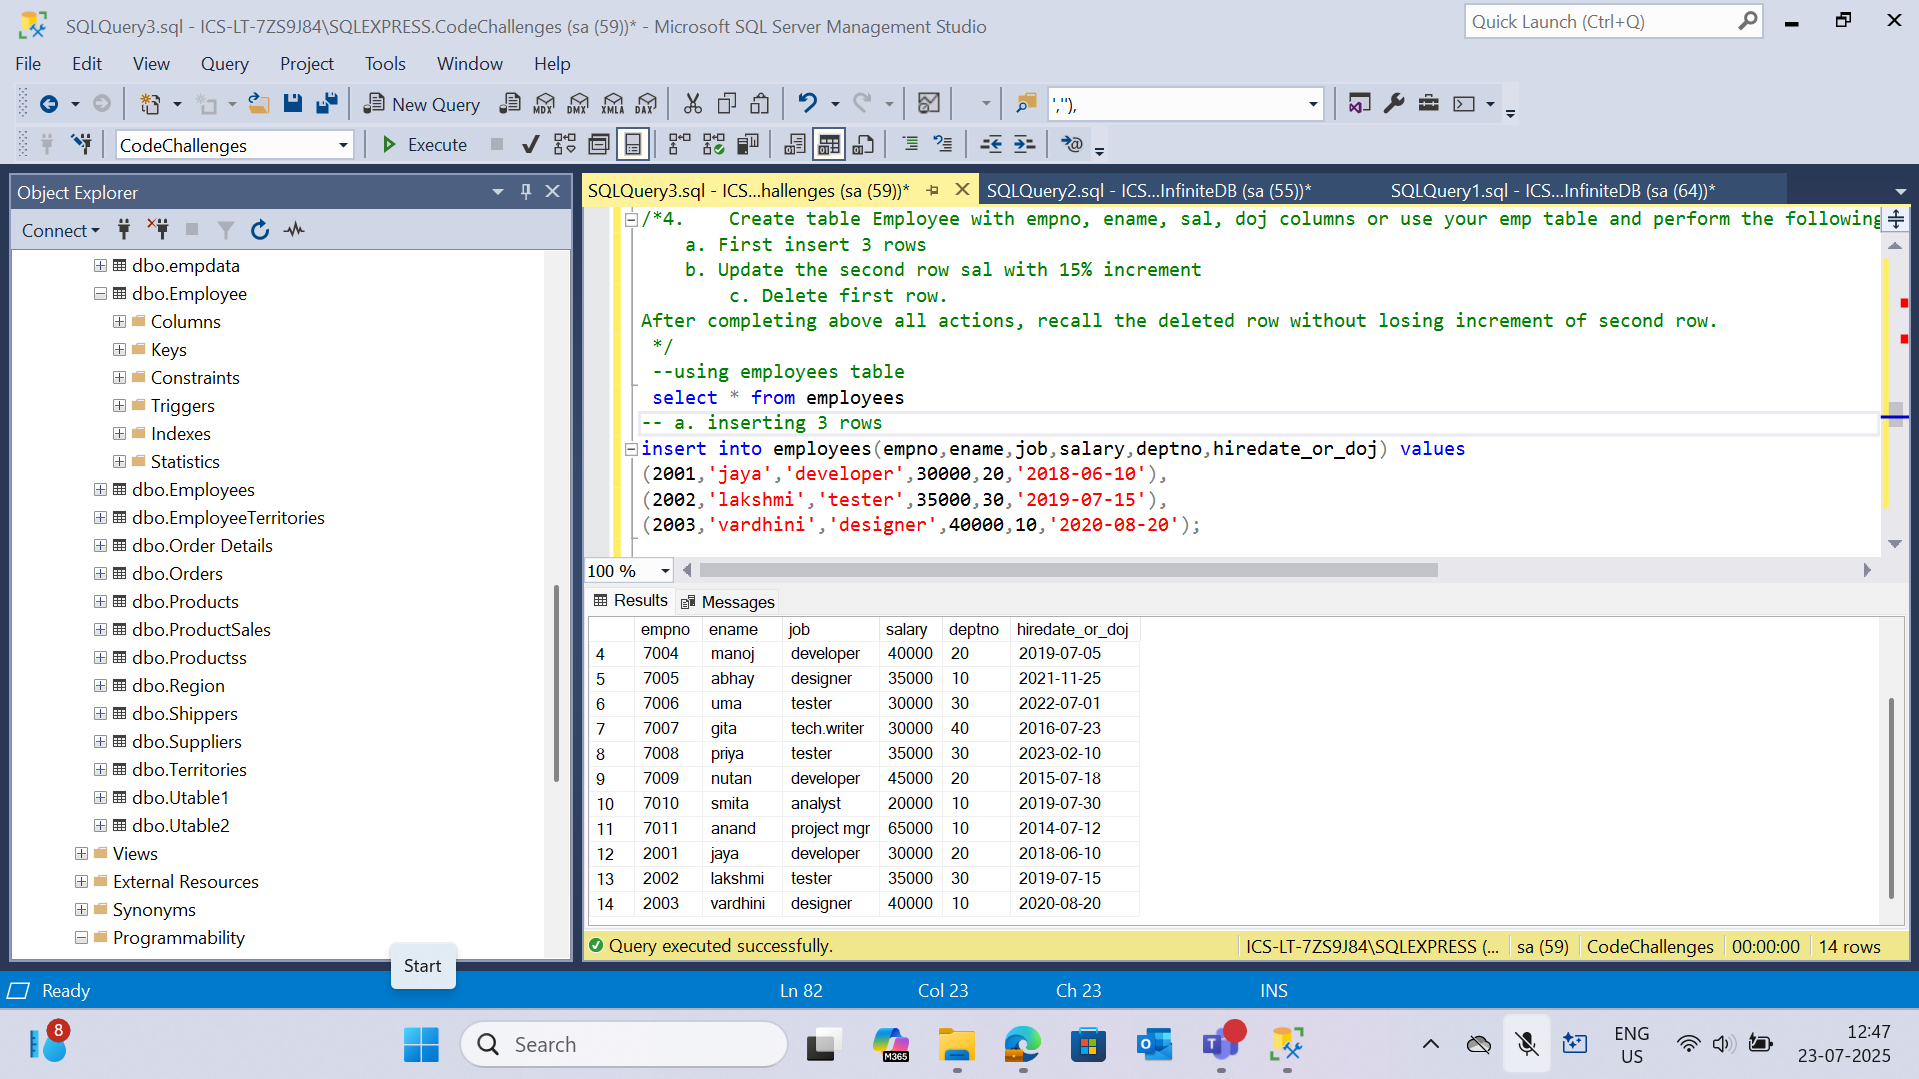 SQLQuery3.sql - ICS-LT-7ZS9J84\SQLEXPRESS.CodeChallenges (sa (59))* - Microsoft SQL Server Management Studio
Quick Launch (Ctrl+Q)
File Edit View Query Project Tools Window Help
New Query MDX DMX XMLA DAX ',''),
CodeChallenges Execute
Object Explorer
Connect
dbo.empdata
dbo.Employee
Columns
Keys
Constraints
Triggers
Indexes
Statistics
dbo.Employees
dbo.EmployeeTerritories
dbo.Order Details
dbo.Orders
dbo.Products
dbo.ProductSales
dbo.Productss
dbo.Region
dbo.Shippers
dbo.Suppliers
dbo.Territories
dbo.Utable1
dbo.Utable2
Views
External Resources
Synonyms
Programmability
SQLQuery3.sql - ICS...hallenges (sa (59))* SQLQuery2.sql - ICS...InfiniteDB (sa (55))* SQLQuery1.sql - ICS...InfiniteDB (sa (64))*
/*4. Create table Employee with empno, ename, sal, doj columns or use your emp table and perform the following
a. First insert 3 rows
b. Update the second row sal with 15% increment
c. Delete first row.
After completing above all actions, recall the deleted row without losing increment of second row.
*/
--using employees table
select * from employees
-- a. inserting 3 rows
insert into employees(empno,ename,job,salary,deptno,hiredate_or_doj) values
(2001,'jaya','developer',30000,20,'2018-06-10'),
(2002,'lakshmi','tester',35000,30,'2019-07-15'),
(2003,'vardhini','designer',40000,10,'2020-08-20');
100 %
Results Messages
empno ename job salary deptno hiredate_or_doj
4 7004 manoj developer 40000 20 2019-07-05
5 7005 abhay designer 35000 10 2021-11-25
6 7006 uma tester 30000 30 2022-07-01
7 7007 gita tech.writer 30000 40 2016-07-23
8 7008 priya tester 35000 30 2023-02-10
9 7009 nutan developer 45000 20 2015-07-18
10 7010 smita analyst 20000 10 2019-07-30
11 7011 anand project mgr 65000 10 2014-07-12
12 2001 jaya developer 30000 20 2018-06-10
13 2002 lakshmi tester 35000 30 2019-07-15
14 2003 vardhini designer 40000 10 2020-08-20
Query executed successfully. ICS-LT-7ZS9J84\SQLEXPRESS (... sa (59) CodeChallenges 00:00:00 14 rows
Start
Ready Ln 82 Col 23 Ch 23 INS
8 Search M365 ENG US 12:47 23-07-2025